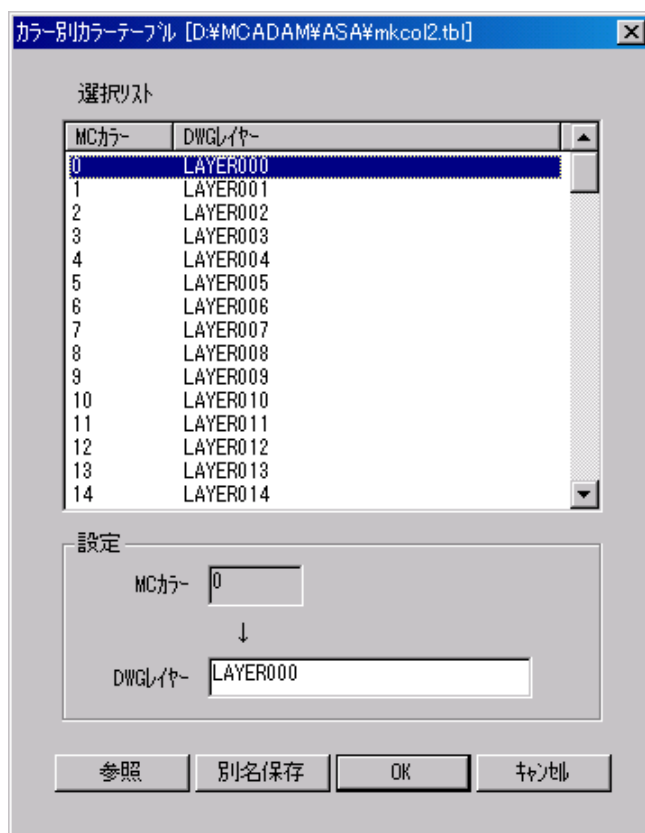 ｶﾗｰ別ｶﾗｰﾃｰﾌﾞﾙ [D:¥MCADAM¥ASA¥mkcol2.tbl]
選択ﾘｽﾄ
MCｶﾗｰ DWGﾚｲﾔｰ
0 LAYER000
1 LAYER001
2 LAYER002
3 LAYER003
4 LAYER004
5 LAYER005
6 LAYER006
7 LAYER007
8 LAYER008
9 LAYER009
10 LAYER010
11 LAYER011
12 LAYER012
13 LAYER013
14 LAYER014
設定
MCｶﾗｰ 0
↓
DWGﾚｲﾔｰ LAYER000
参照 別名保存 OK ｷｬﾝｾﾙ